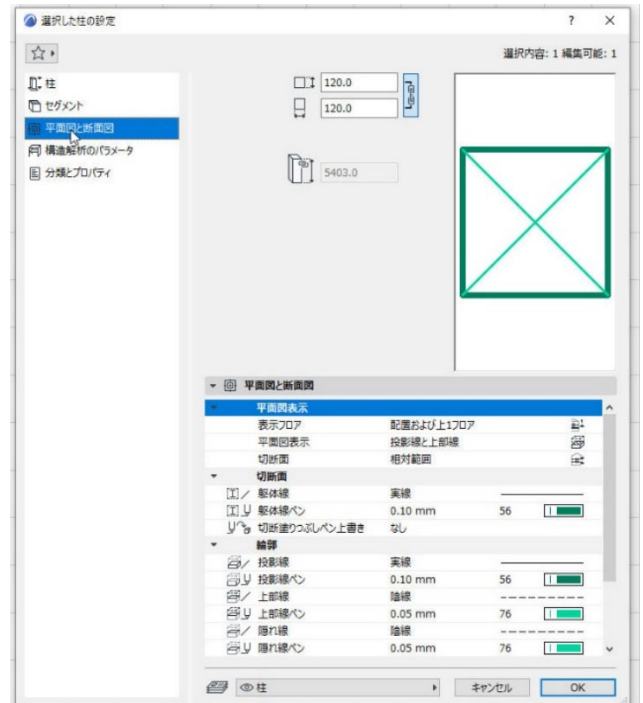 選択した柱の設定
? ×
選択内容: 1 編集可能: 1
柱
セグメント
平面図と断面図
構造解析のパラメータ
分類とプロパティ
120.0
120.0
5403.0
平面図と断面図
平面図表示
表示フロア 配置および上1フロア
平面図表示 投影線と上部線
切断面 相対範囲
切断面
躯体線 実線
躯体線ペン 0.10 mm 56
切断塗りつぶしペン上書き なし
輪郭
投影線 実線
投影線ペン 0.10 mm 56
上部線 陰線
上部線ペン 0.05 mm 76
隠れ線 陰線
隠れ線ペン 0.05 mm 76
柱 キャンセル OK